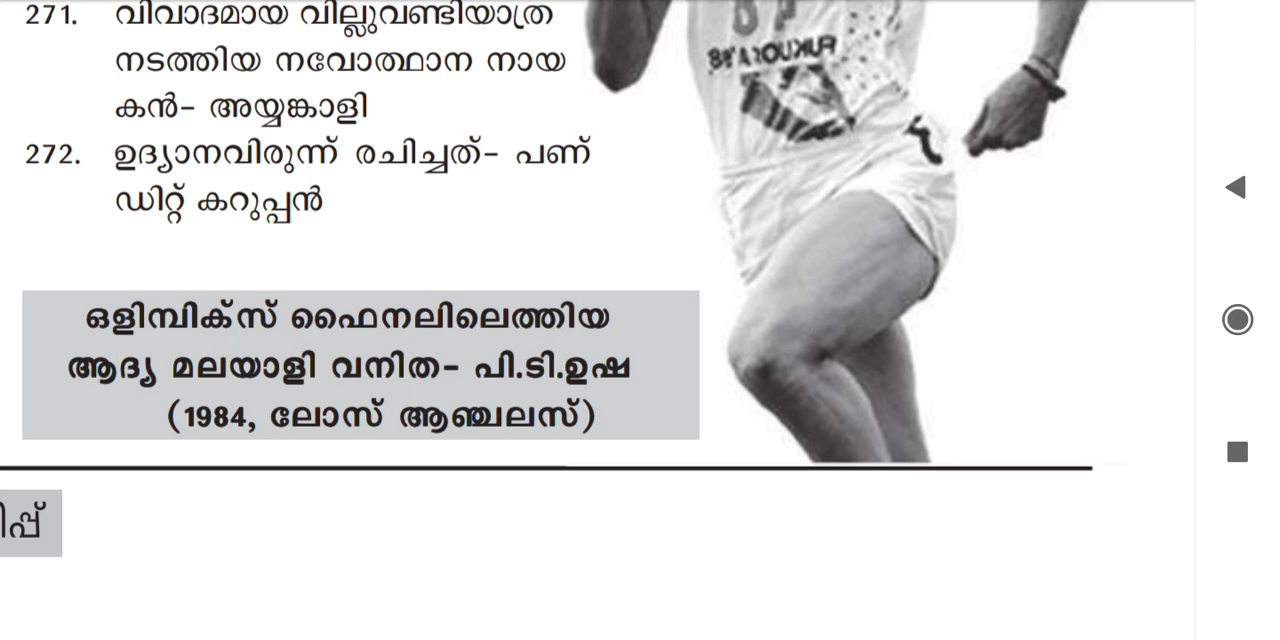 271. വിവാദമായ വില്ലുവണ്ടിയാത്ര
നടത്തിയ നവോത്ഥാന നായ
കൻ- അയ്യങ്കാളി
272. ഉദ്യാനവിരുന്ന് രചിച്ചത്- പണ്
ഡിറ്റ് കറുപ്പൻ
ഒളിമ്പിക്സ് ഫൈനലിലെത്തിയ
ആദ്യ മലയാളി വനിത- പി.ടി.ഉഷ
(1984, ലോസ് ആഞ്ചലസ്)